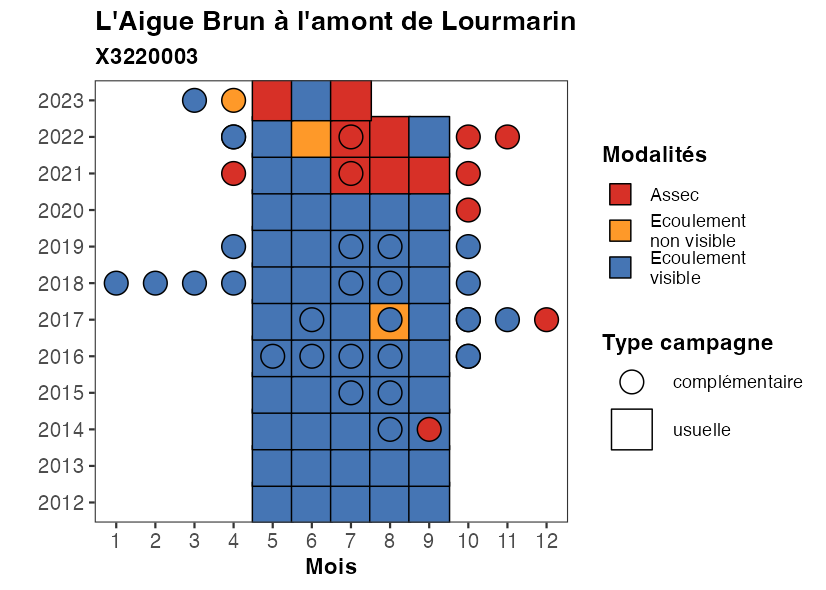 L'Aigue Brun à l'amont de Lourmarin
X3220003
2023
2022
2021
2020
2019
2018
2017
2016
2015
2014
2013
2012
1 2 3 4 5 6 7 8 9 10 11 12
Mois
Modalités
Assec
Ecoulement
non visible
Ecoulement
visible
Type campagne
complémentaire
usuelle